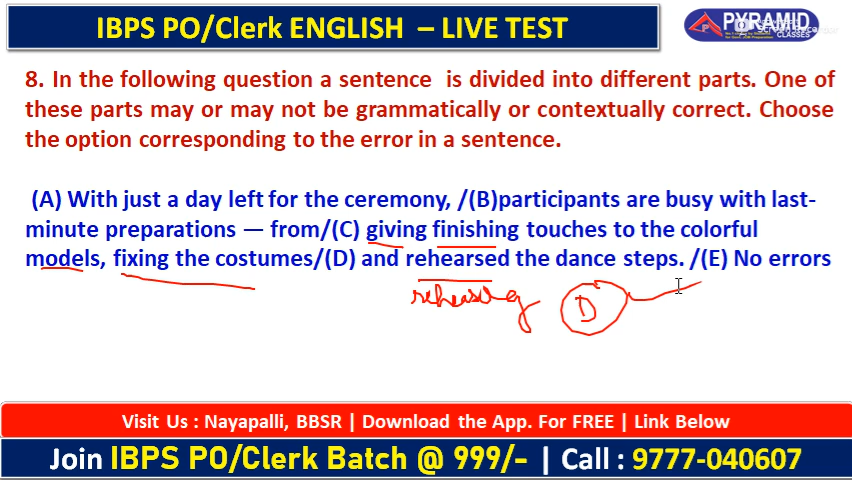 IBPS PO/Clerk ENGLISH – LIVE TEST
PYRAMID
CLASSES
8. In the following question a sentence is divided into different parts. One of
these parts may or may not be grammatically or contextually correct. Choose
the option corresponding to the error in a sentence.
(A) With just a day left for the ceremony, /(B)participants are busy with last-
minute preparations — from/(C) giving finishing touches to the colorful
models, fixing the costumes/(D) and rehearsed the dance steps. /(E) No errors
rehearsing
D
Visit Us : Nayapalli, BBSR | Download the App. For FREE | Link Below
Join IBPS PO/Clerk Batch @ 999/- | Call : 9777-040607